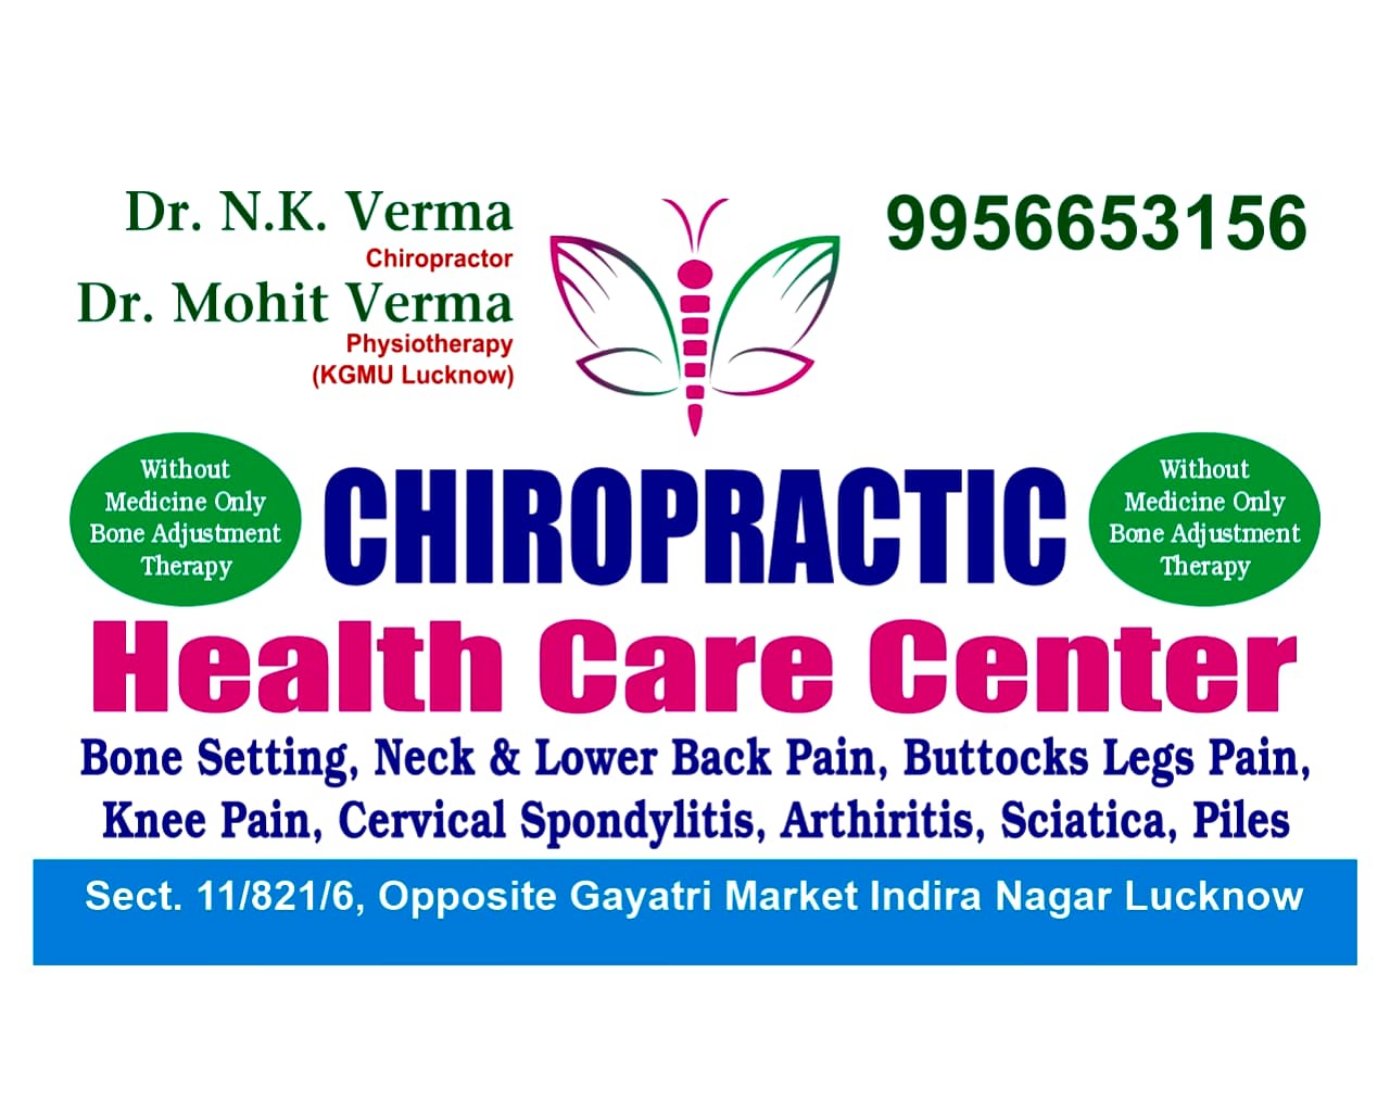 Dr. N.K. Verma
Chiropractor
Dr. Mohit Verma
Physiotherapy
(KGMU Lucknow)
9956653156
Without
Medicine Only
Bone Adjustment
Therapy
CHIROPRACTIC
Without
Medicine Only
Bone Adjustment
Therapy
Health Care Center
Bone Setting, Neck & Lower Back Pain, Buttocks Legs Pain,
Knee Pain, Cervical Spondylitis, Arthiritis, Sciatica, Piles
Sect. 11/821/6, Opposite Gayatri Market Indira Nagar Lucknow